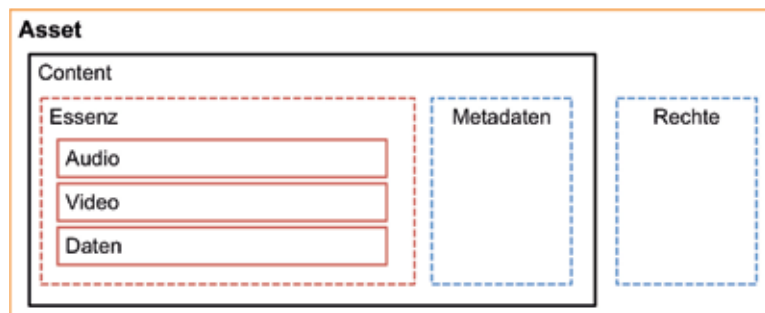 Asset
Content
Essenz
Metadaten
Rechte
Audio
Video
Daten